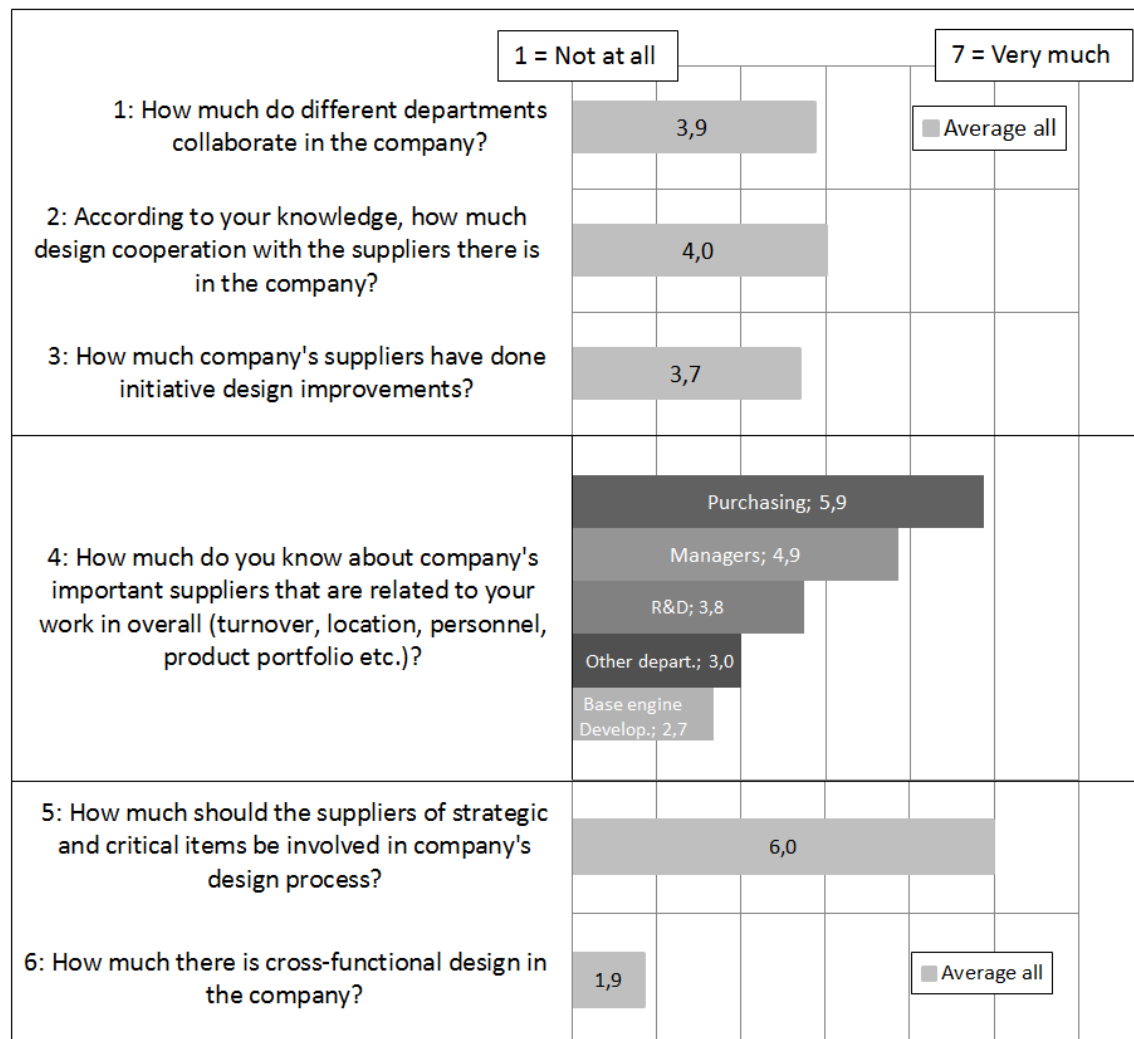 1 = Not at all
7 = Very much
1: How much do different departments
collaborate in the company?
3,9
Average all
2: According to your knowledge, how much
design cooperation with the suppliers there is
in the company?
4,0
3: How much company's suppliers have done
initiative design improvements?
3,7
4: How much do you know about company's
important suppliers that are related to your
work in overall (turnover, location, personnel,
product portfolio etc.)?
Purchasing; 5,9
Managers; 4,9
R&D; 3,8
Other depart.; 3,0
Base engine
Develop.; 2,7
5: How much should the suppliers of strategic
and critical items be involved in company's
design process?
6,0
6: How much there is cross-functional design in
the company?
1,9
Average all